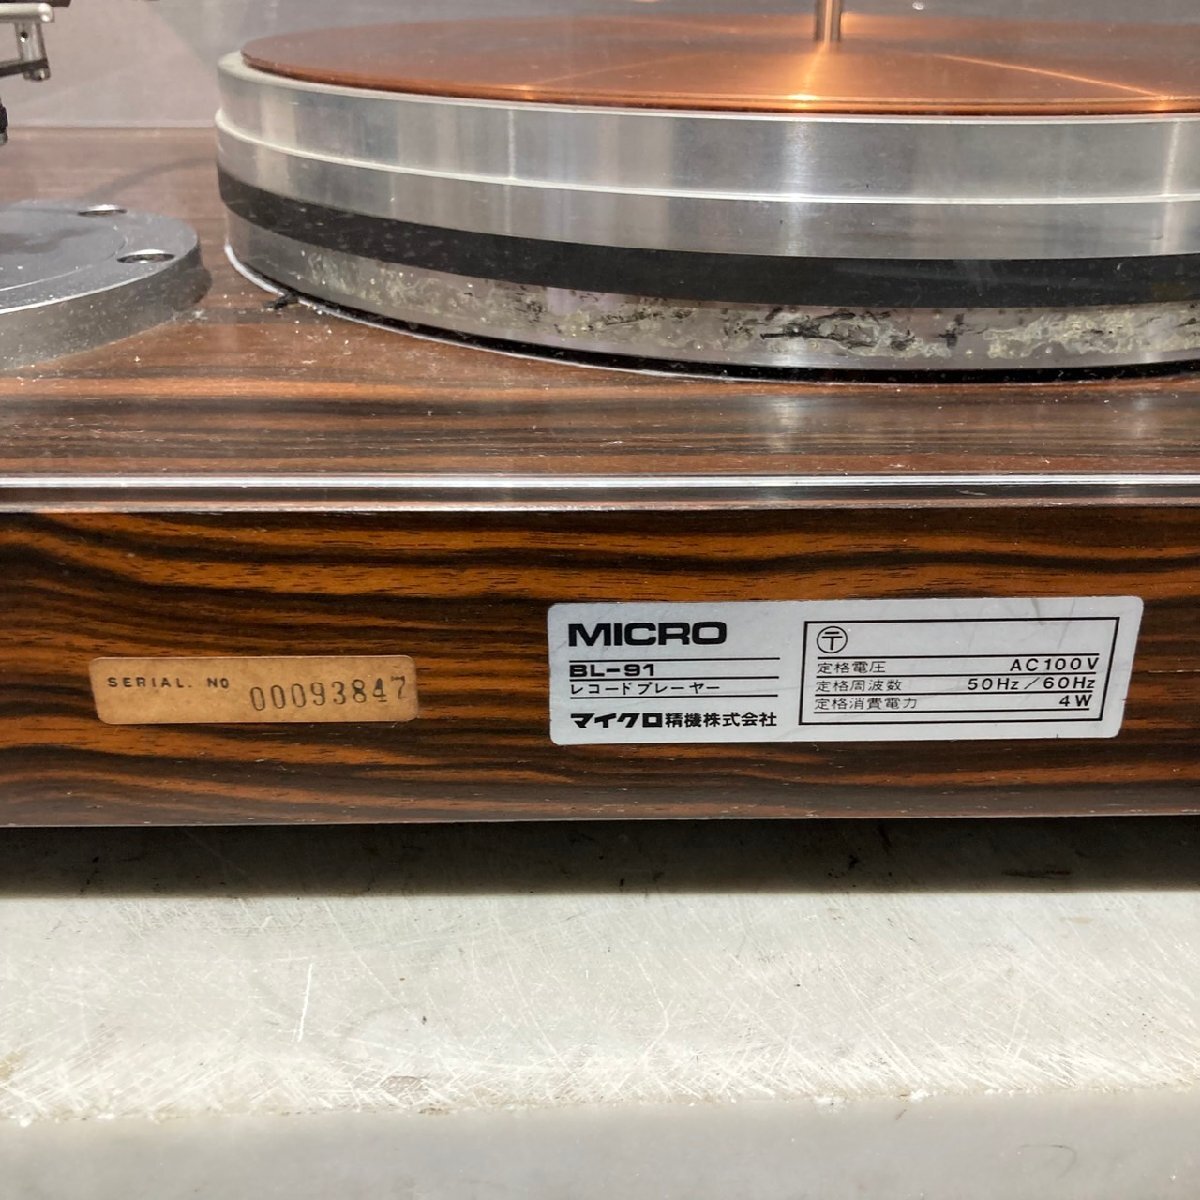 SERIAL. NO 00093847
MICRO
BL-91
レコードプレーヤー
マイクロ精機株式会社
〒
定格電圧 AC100V
定格周波数 50Hz/60Hz
定格消費電力 4W